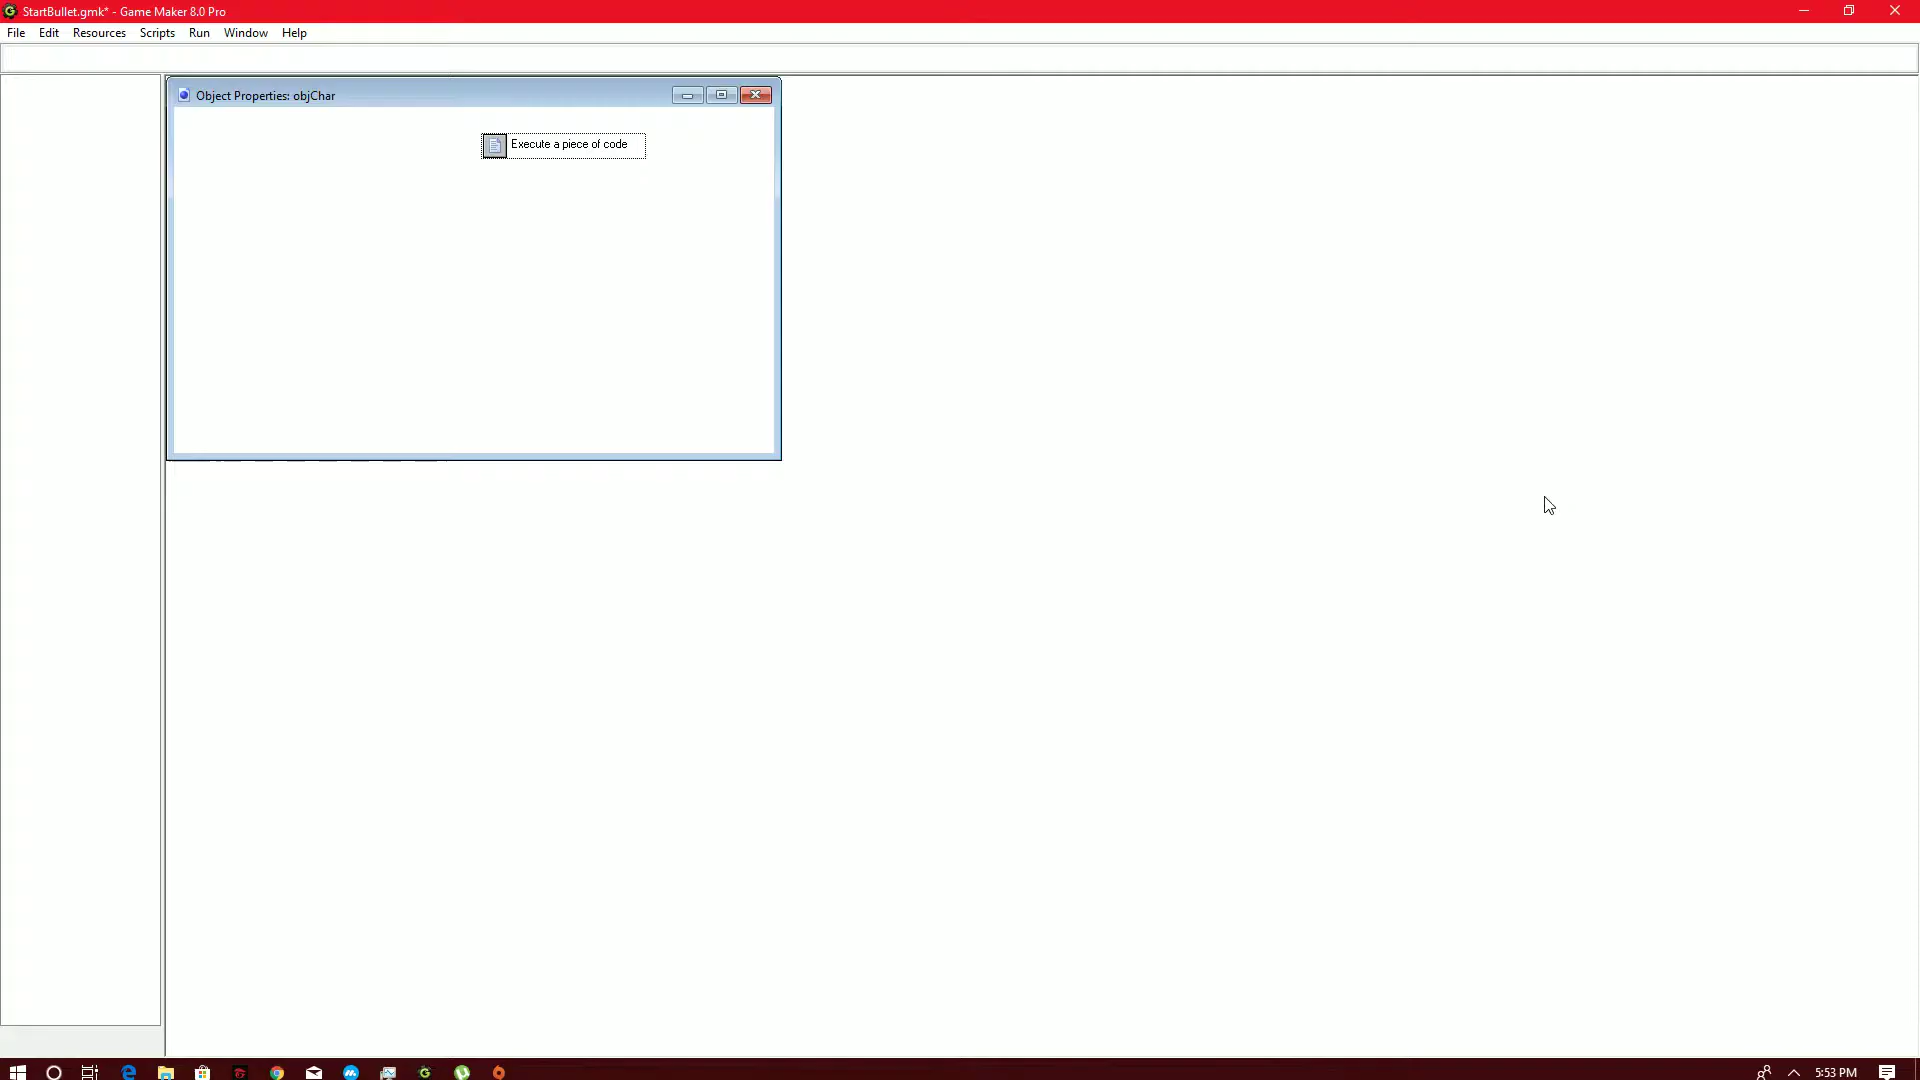 StartBullet.gmk* - Game Maker 8.0 Pro
File Edit Resources Scripts Run Window Help
Object Properties: objChar
Execute a piece of code
5:53 PM